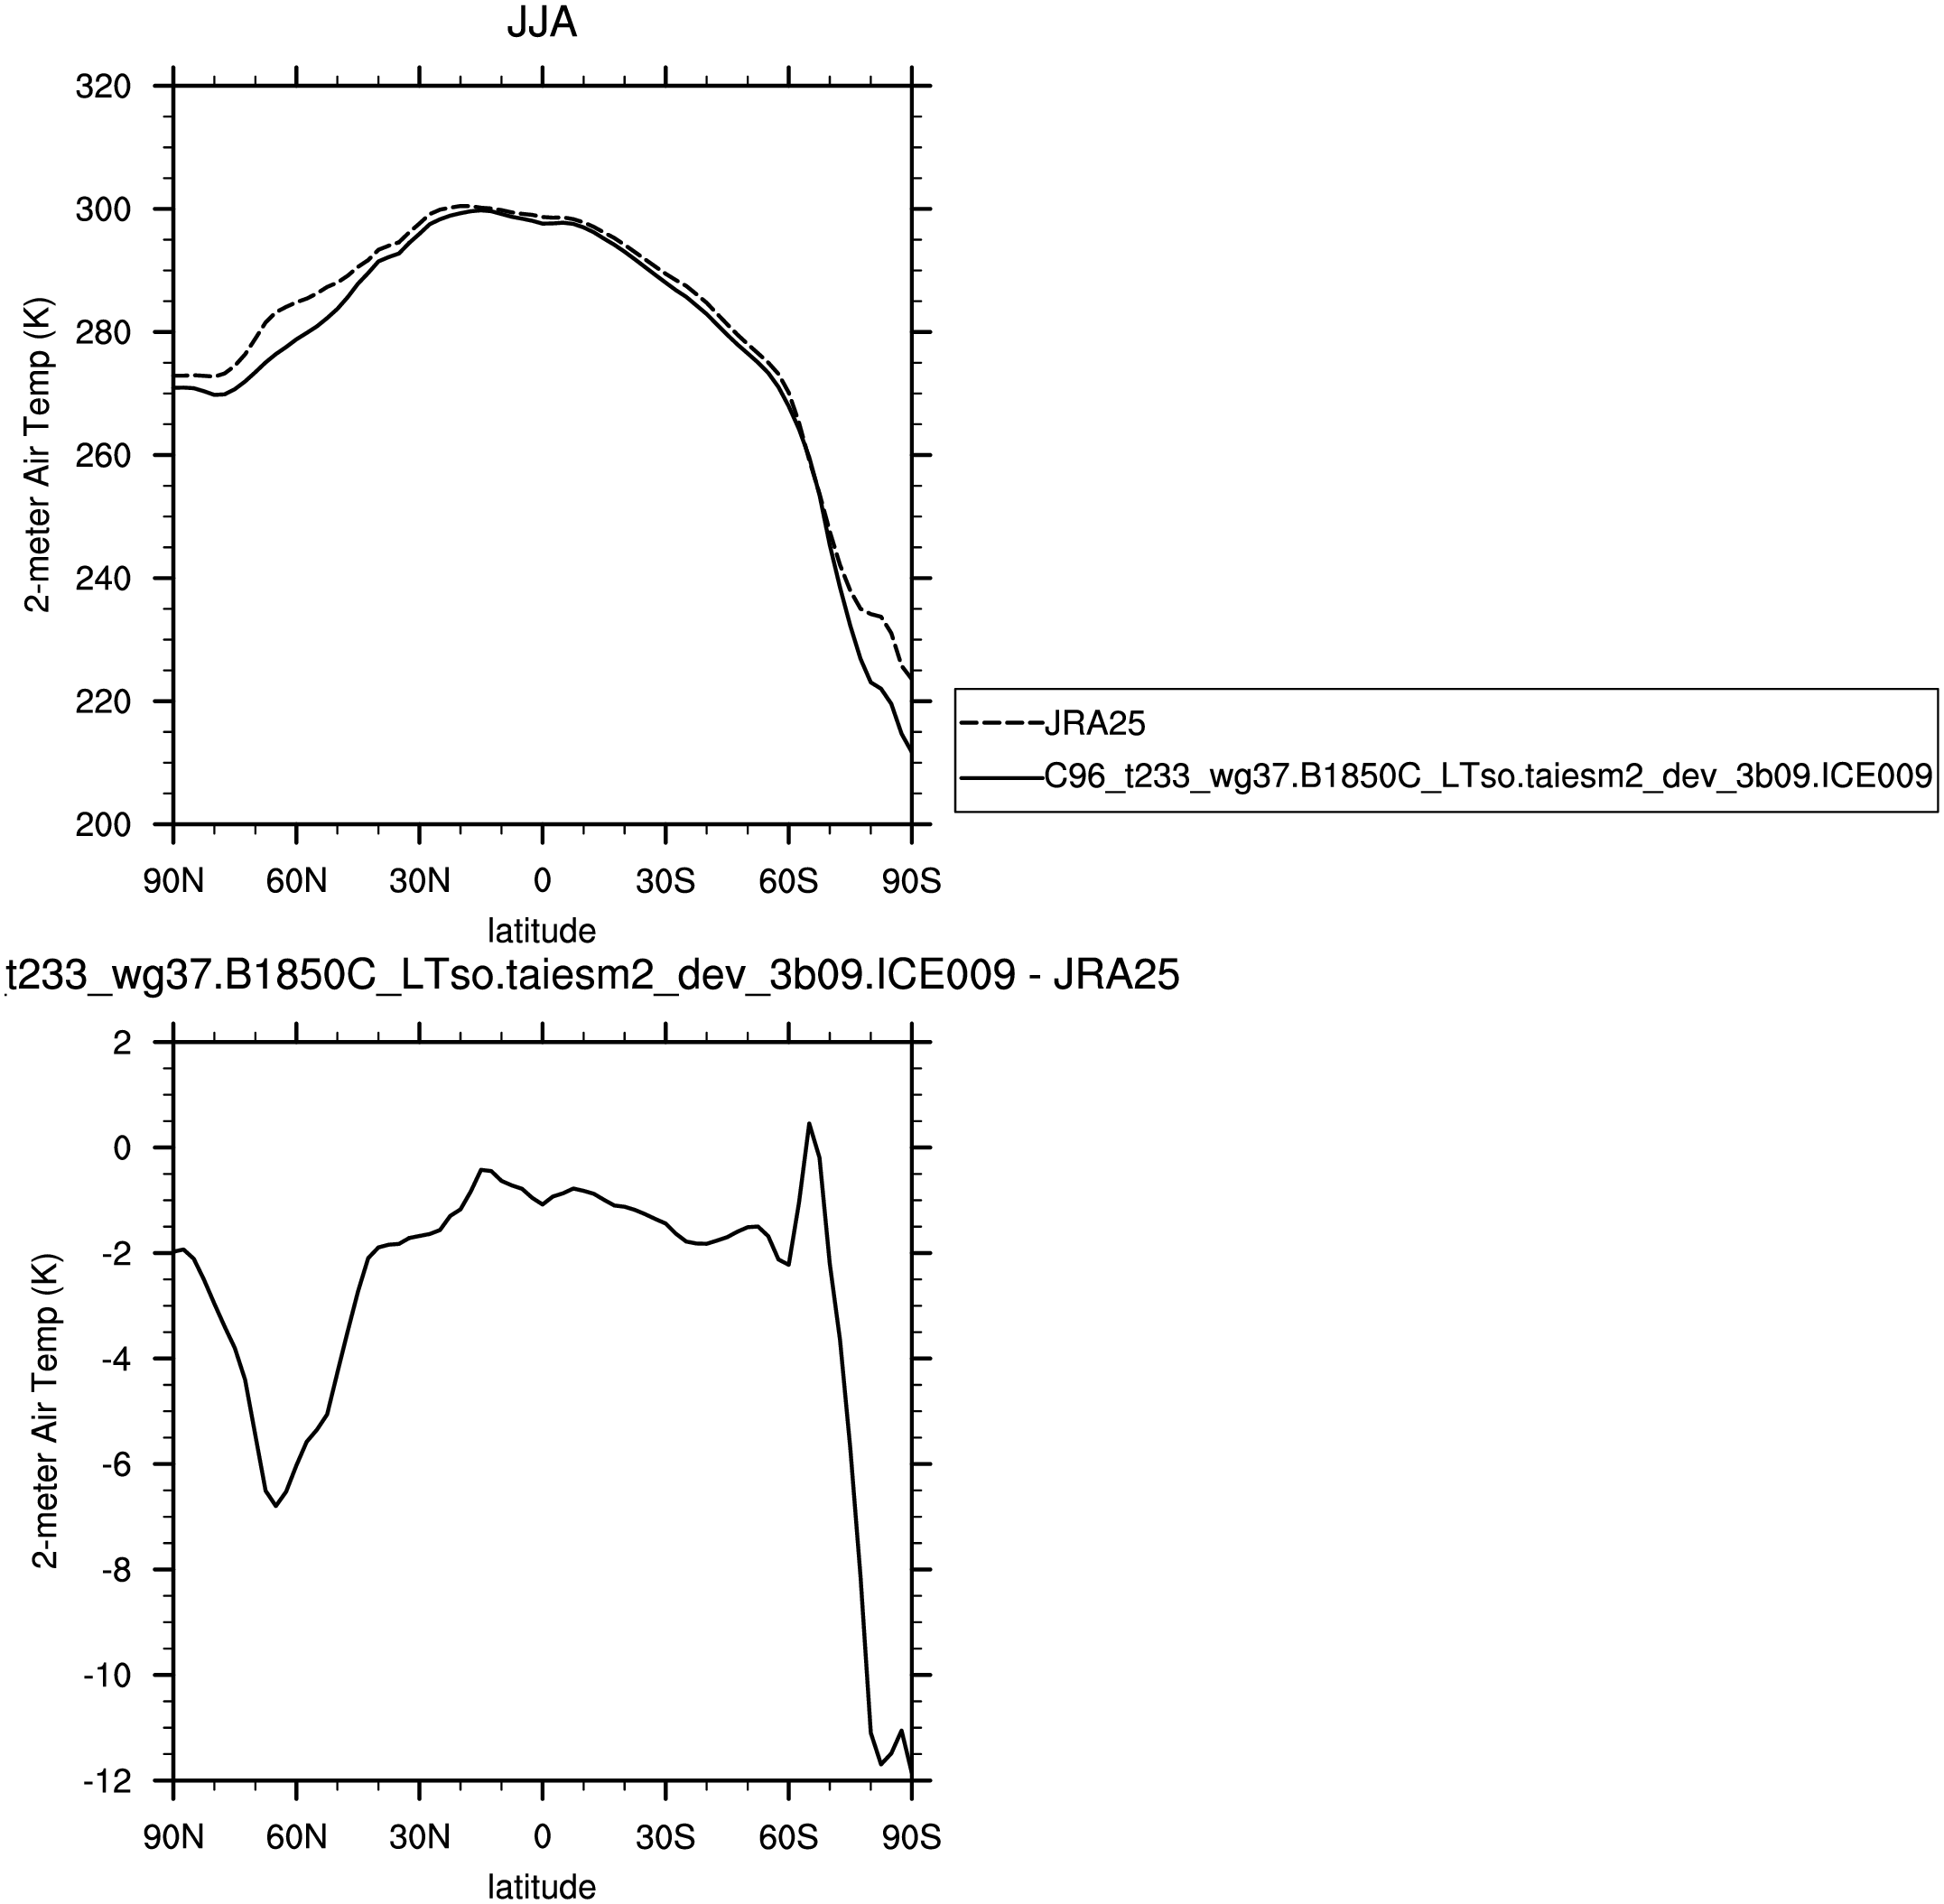 JJA
320
300
280
260
240
220
200
2-meter Air Temp (K)
90N 60N 30N 0 30S 60S 90S
latitude
JRA25
C96_t233_wg37.B1850C_LTso.taiesm2_dev_3b09.ICE009
t233_wg37.B1850C_LTso.taiesm2_dev_3b09.ICE009 - JRA25
2
0
-2
-4
-6
-8
-10
-12
2-meter Air Temp (K)
90N 60N 30N 0 30S 60S 90S
latitude